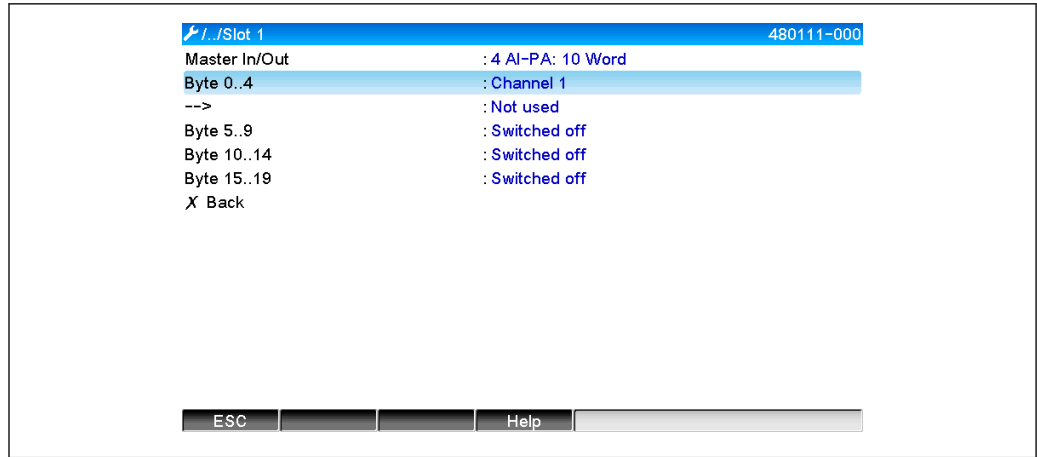 /../Slot 1 480111-000
Master In/Out : 4 AI-PA: 10 Word
Byte 0..4 : Channel 1
--> : Not used
Byte 5..9 : Switched off
Byte 10..14 : Switched off
Byte 15..19 : Switched off
X Back
ESC Help